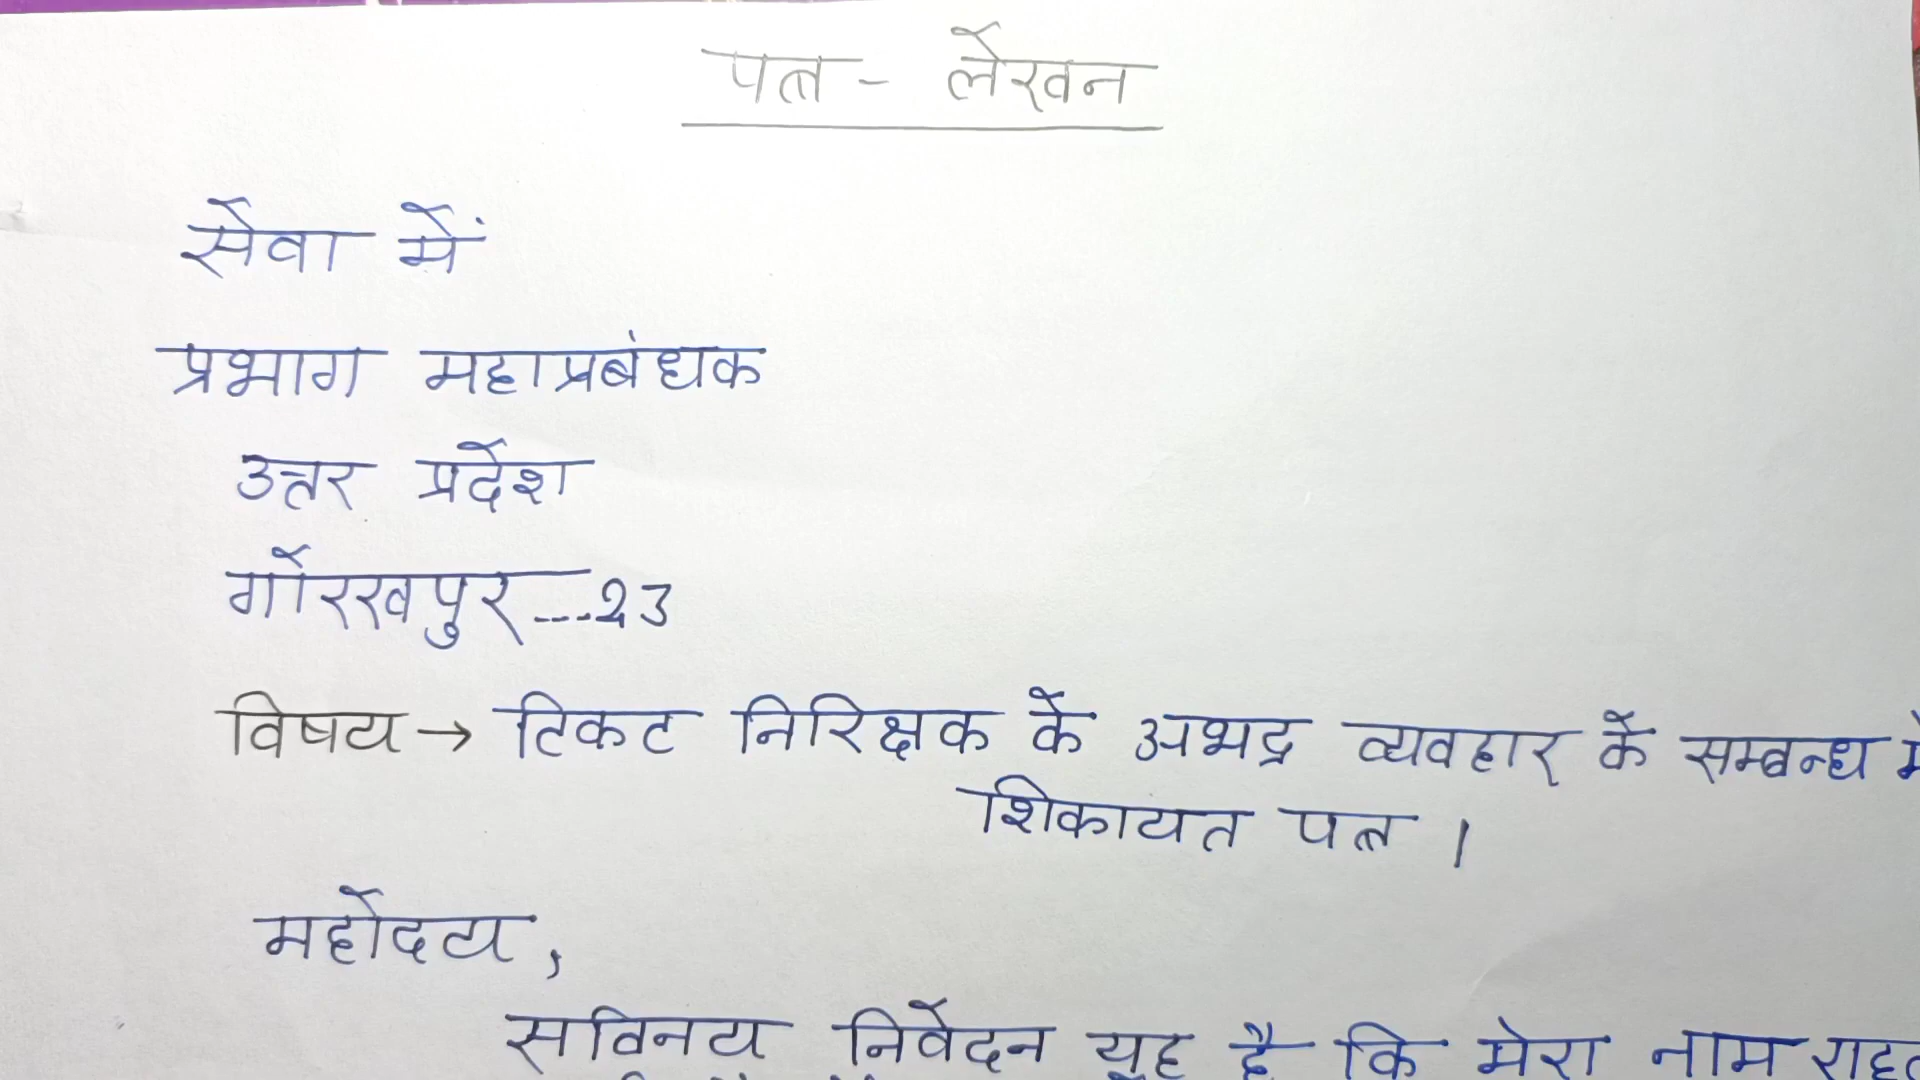 पत्र - लेखन
सेवा में
प्रभाग महाप्रबंधक
उत्तर प्रदेश
गोरखपुर ---23
विषय → टिकट निरिक्षक के अभद्र व्यवहार के सम्बन्ध में
शिकायत पत्र ।
महोदय ,
सविनय निवेदन यह है कि मेरा नाम